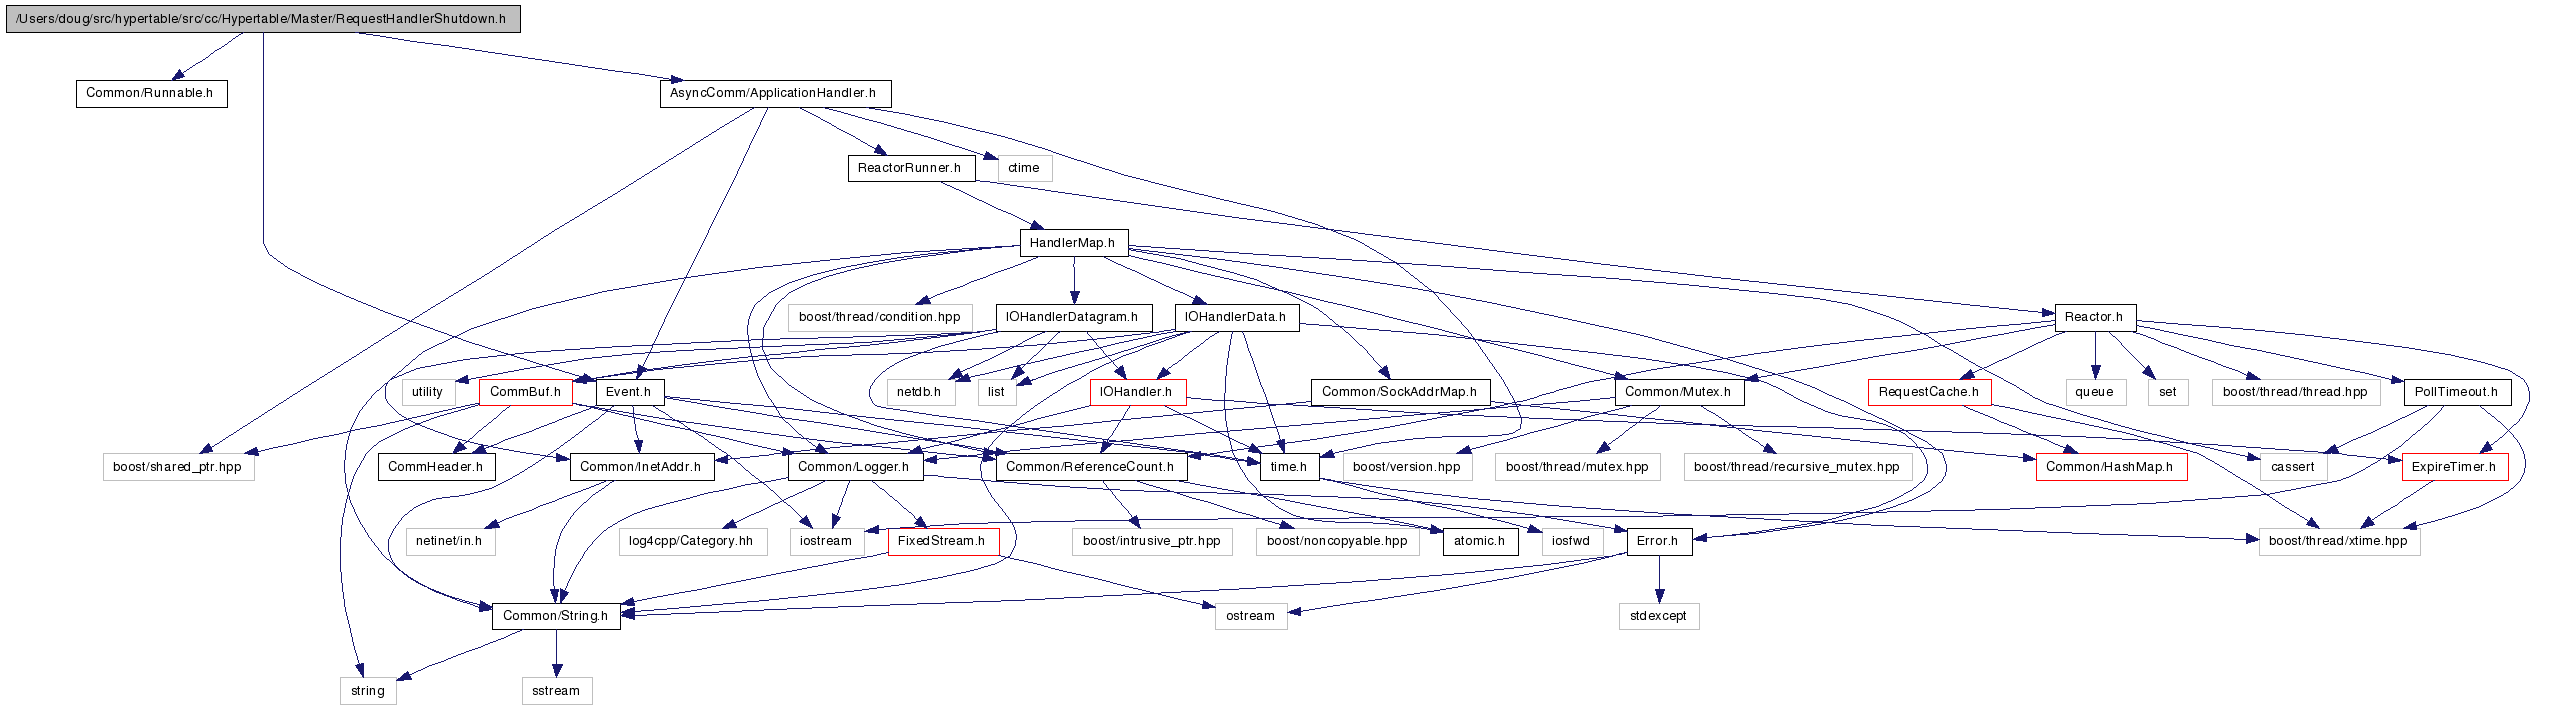 /Users/doug/src/hypertable/src/cc/Hypertable/Master/RequestHandlerShutdown.h
Common/Runnable.h
AsyncComm/ApplicationHandler.h
ReactorRunner.h
ctime
HandlerMap.h
boost/thread/condition.hpp
IOHandlerDatagram.h
IOHandlerData.h
Reactor.h
utility
CommBuf.h
Event.h
netdb.h
list
IOHandler.h
Common/SockAddrMap.h
Common/Mutex.h
RequestCache.h
queue
set
boost/thread/thread.hpp
PollTimeout.h
boost/shared_ptr.hpp
CommHeader.h
Common/InetAddr.h
Common/Logger.h
Common/ReferenceCount.h
time.h
boost/version.hpp
boost/thread/mutex.hpp
boost/thread/recursive_mutex.hpp
Common/HashMap.h
cassert
ExpireTimer.h
netinet/in.h
log4cpp/Category.hh
iostream
FixedStream.h
boost/intrusive_ptr.hpp
boost/noncopyable.hpp
atomic.h
iosfwd
Error.h
boost/thread/xtime.hpp
Common/String.h
ostream
stdexcept
string
sstream